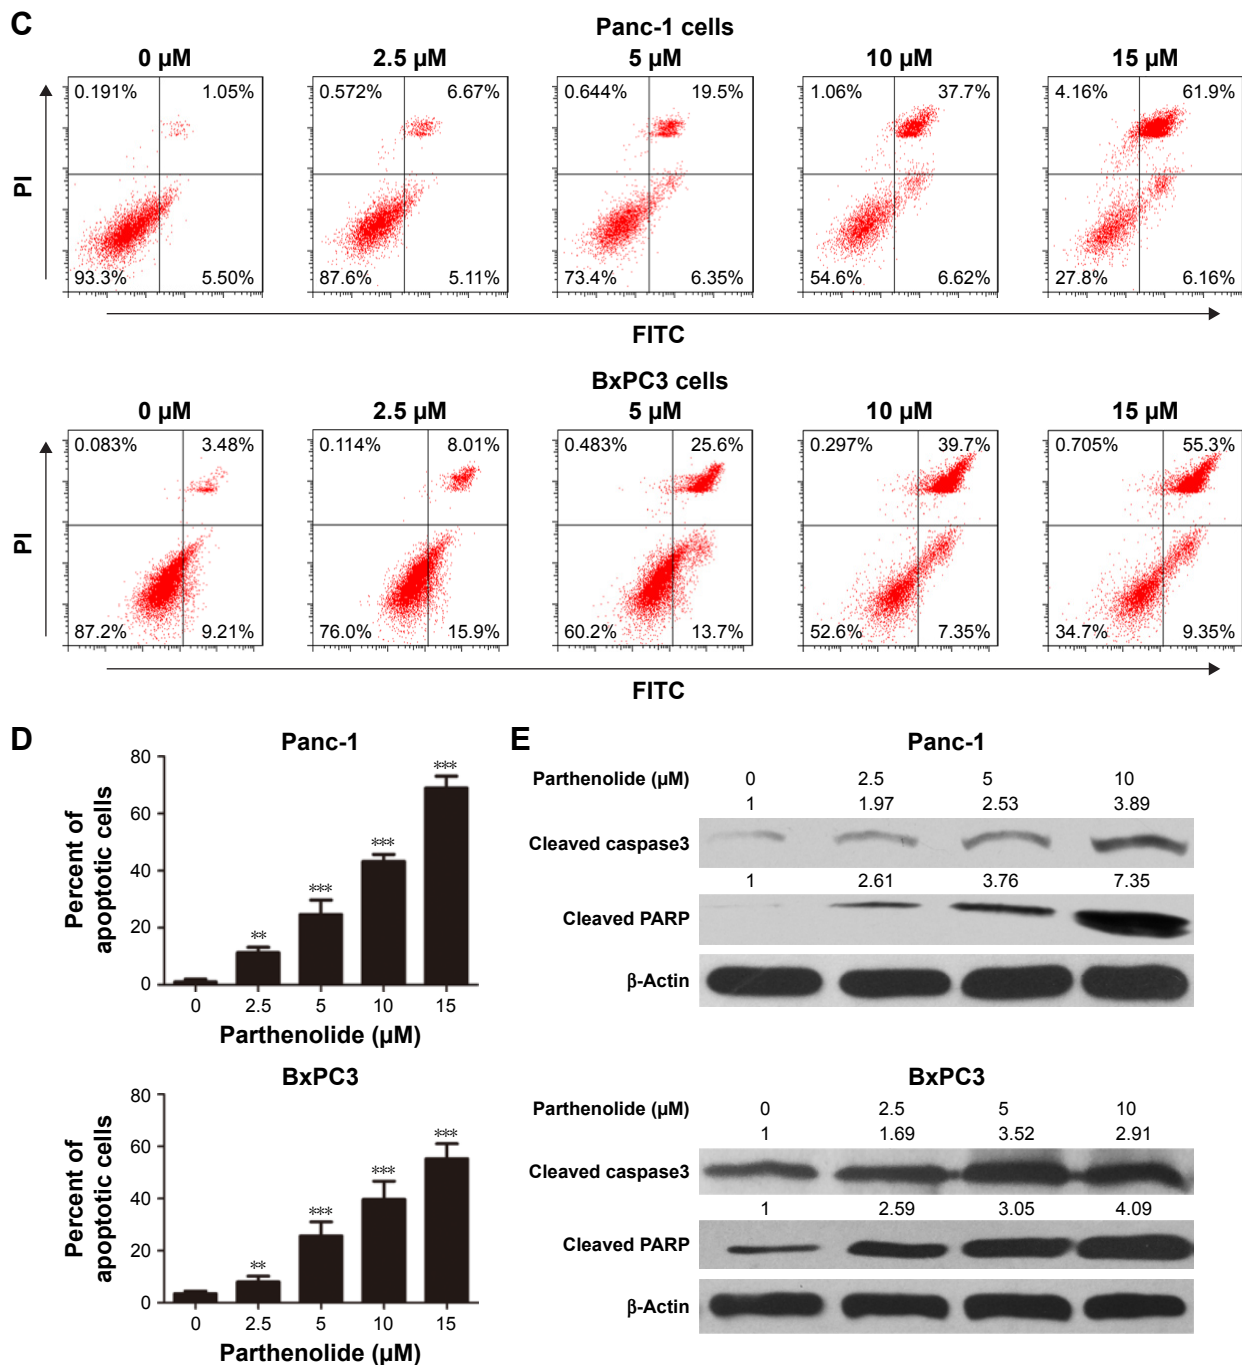 C
Panc-1 cells
0 µM 2.5 µM 5 µM 10 µM 15 µM
0.191% 1.05% 0.572% 6.67% 0.644% 19.5% 1.06% 37.7% 4.16% 61.9%
PI
93.3% 5.50% 87.6% 5.11% 73.4% 6.35% 54.6% 6.62% 27.8% 6.16%
FITC
BxPC3 cells
0 µM 2.5 µM 5 µM 10 µM 15 µM
0.083% 3.48% 0.114% 8.01% 0.483% 25.6% 0.297% 39.7% 0.705% 55.3%
PI
87.2% 9.21% 76.0% 15.9% 60.2% 13.7% 52.6% 7.35% 34.7% 9.35%
FITC
D
Panc-1
Percent of
apoptotic cells
80
60
40
20
0
** *** *** ***
0 2.5 5 10 15
Parthenolide (µM)
BxPC3
Percent of
apoptotic cells
80
60
40
20
0
** *** *** ***
0 2.5 5 10 15
Parthenolide (µM)
E
Panc-1
Parthenolide (µM) 0 2.5 5 10
1 1.97 2.53 3.89
Cleaved caspase3
1 2.61 3.76 7.35
Cleaved PARP
β-Actin
BxPC3
Parthenolide (µM) 0 2.5 5 10
1 1.69 3.52 2.91
Cleaved caspase3
1 2.59 3.05 4.09
Cleaved PARP
β-Actin